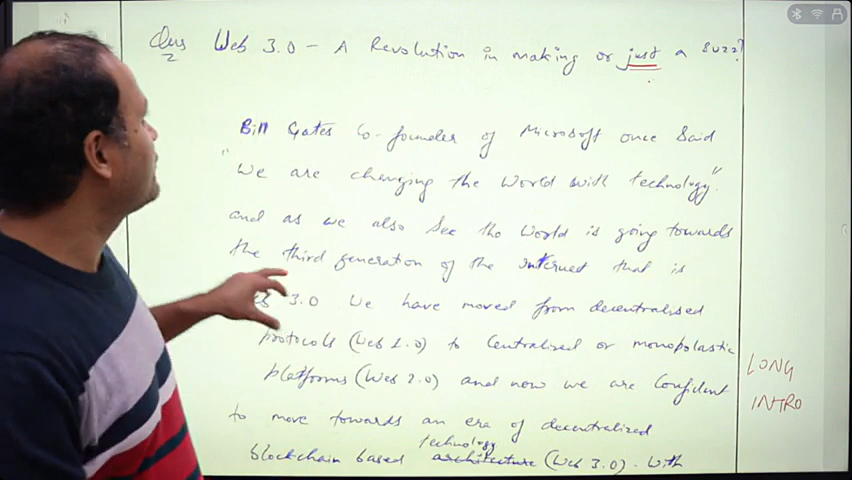 Ques Web 3.0 - A Revolution in making or just a Buzz?
2
Bill Gates Co-founder of Microsoft once Said
"We are changing the World with technology".
and as we also See the World is going towards
the third generation of the internet that is
3.0 We have moved from decentralised
protocols (Web 1.0) to Centralized or monopolastic
platforms (Web 2.0) and now we are Confident
to move towards an era of decentralized
technology
blockchain based architecture (Web 3.0). With
LONG
INTRO